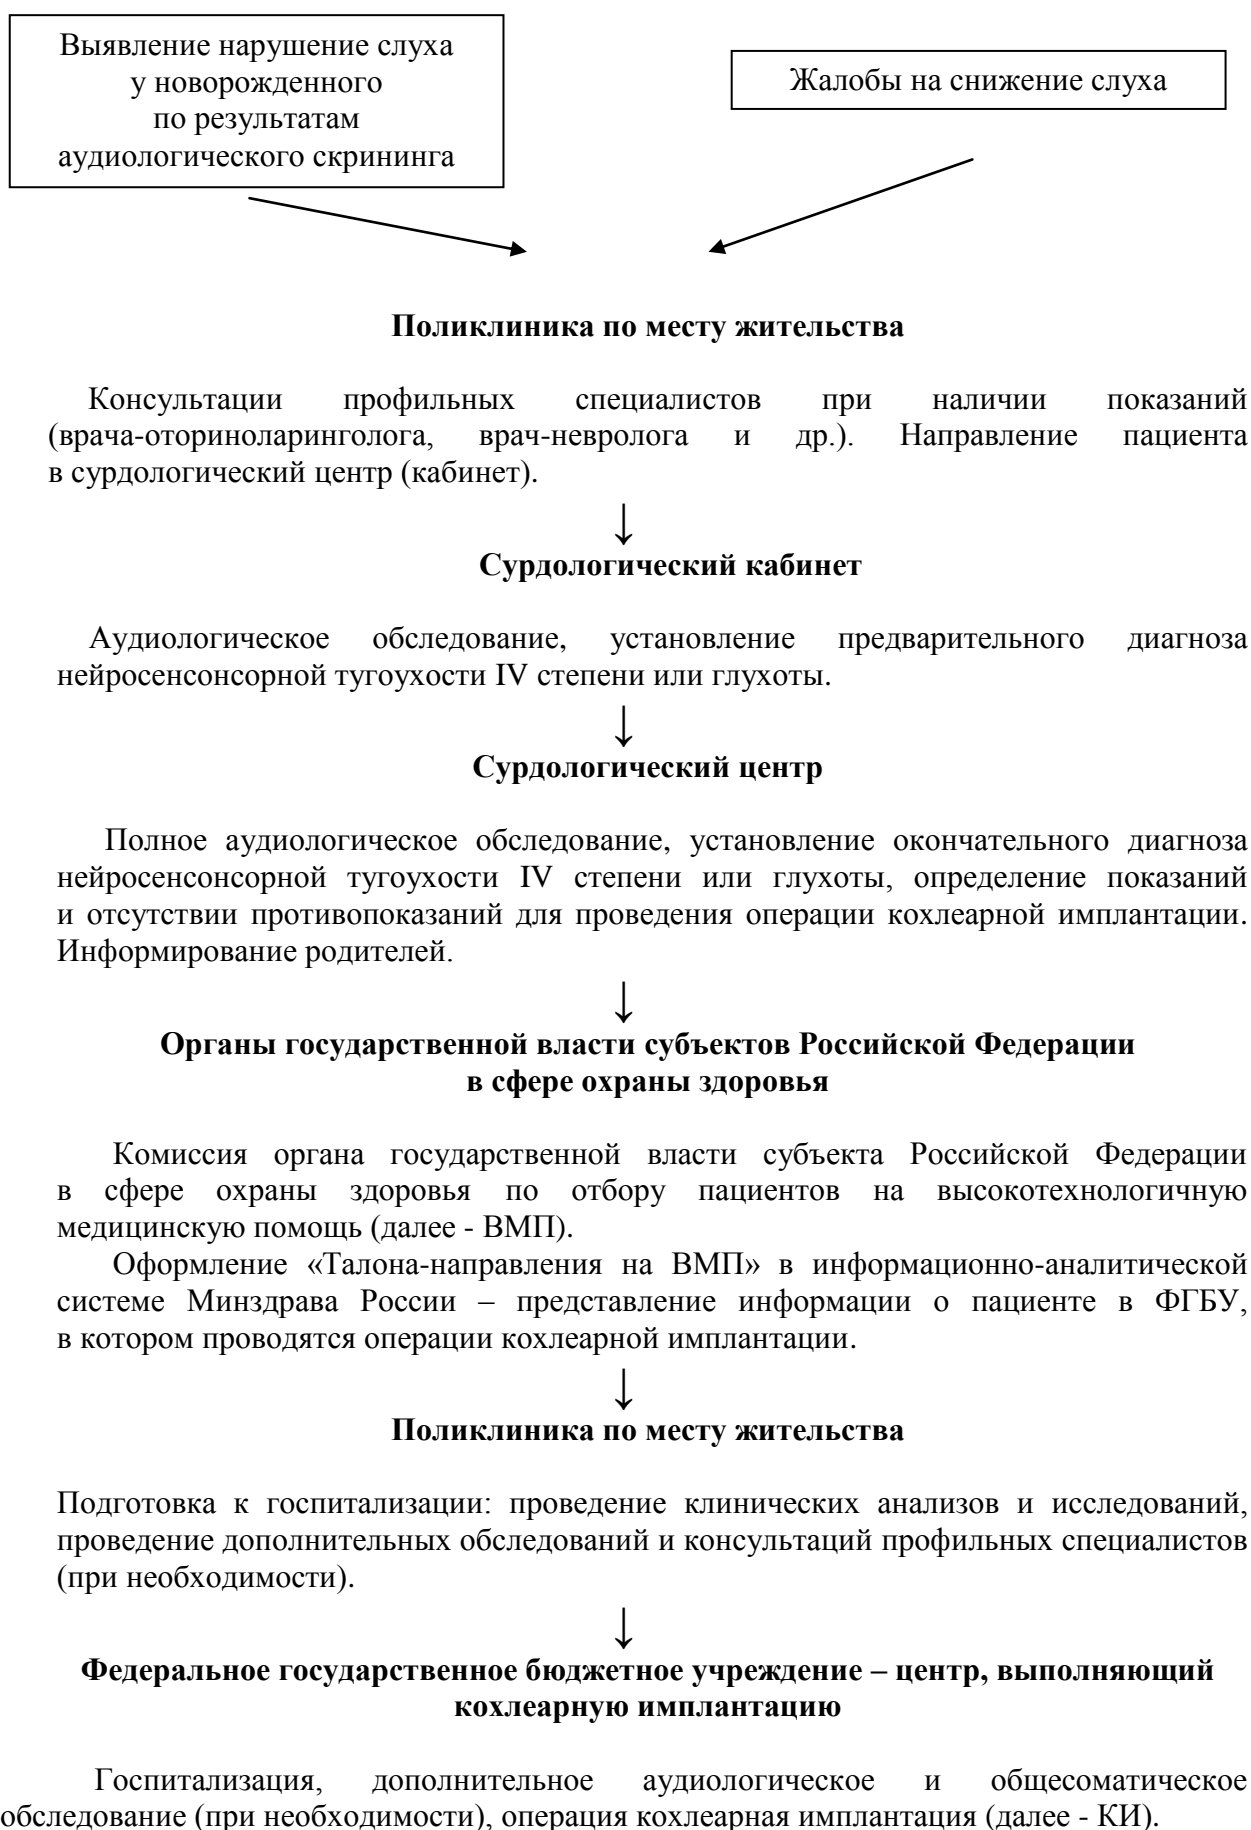 Выявление нарушение слуха
у новорожденного
по результатам
аудиологического скрининга
Жалобы на снижение слуха
Поликлиника по месту жительства
Консультации профильных специалистов при наличии показаний
(врача-оториноларинголога, врач-невролога и др.). Направление пациента
в сурдологический центр (кабинет).
↓
Сурдологический кабинет
Аудиологическое обследование, установление предварительного диагноза
нейросенсонсорной тугоухости IV степени или глухоты.
↓
Сурдологический центр
Полное аудиологическое обследование, установление окончательного диагноза
нейросенсонсорной тугоухости IV степени или глухоты, определение показаний
и отсутствии противопоказаний для проведения операции кохлеарной имплантации.
Информирование родителей.
↓
Органы государственной власти субъектов Российской Федерации
в сфере охраны здоровья
Комиссия органа государственной власти субъекта Российской Федерации
в сфере охраны здоровья по отбору пациентов на высокотехнологичную
медицинскую помощь (далее - ВМП).
Оформление «Талона-направления на ВМП» в информационно-аналитической
системе Минздрава России – представление информации о пациенте в ФГБУ,
в котором проводятся операции кохлеарной имплантации.
↓
Поликлиника по месту жительства
Подготовка к госпитализации: проведение клинических анализов и исследований,
проведение дополнительных обследований и консультаций профильных специалистов
(при необходимости).
↓
Федеральное государственное бюджетное учреждение – центр, выполняющий
кохлеарную имплантацию
Госпитализация, дополнительное аудиологическое и общесоматическое
обследование (при необходимости), операция кохлеарная имплантация (далее - КИ).